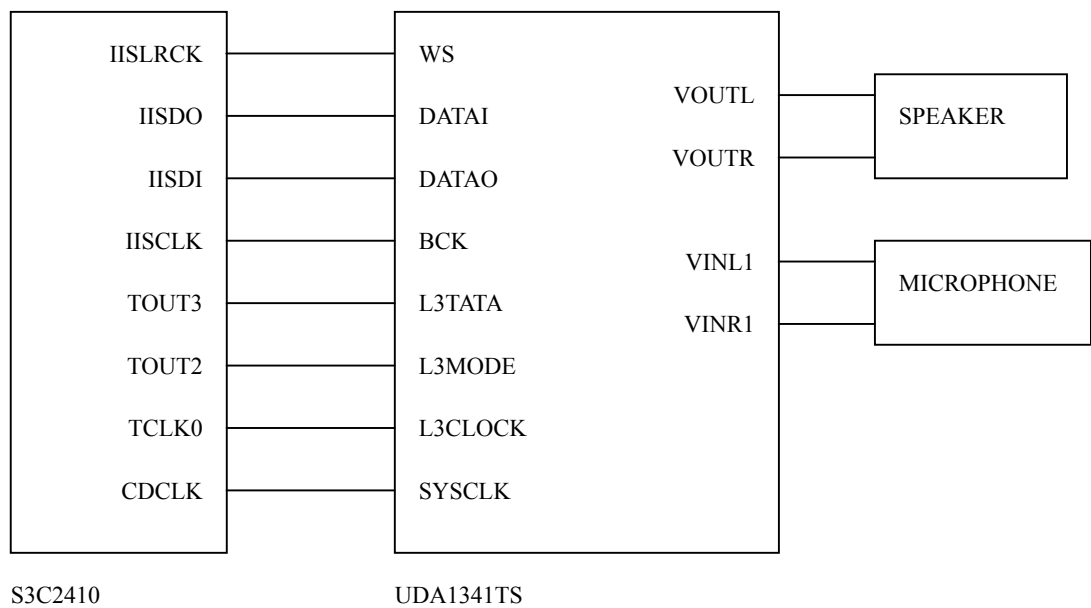 IISLRCK
IISDO
IISDI
IISCLK
TOUT3
TOUT2
TCLK0
CDCLK
S3C2410
WS
DATAI
DATAO
BCK
L3TATA
L3MODE
L3CLOCK
SYSCLK
VOUTL
VOUTR
VINL1
VINR1
UDA1341TS
SPEAKER
MICROPHONE